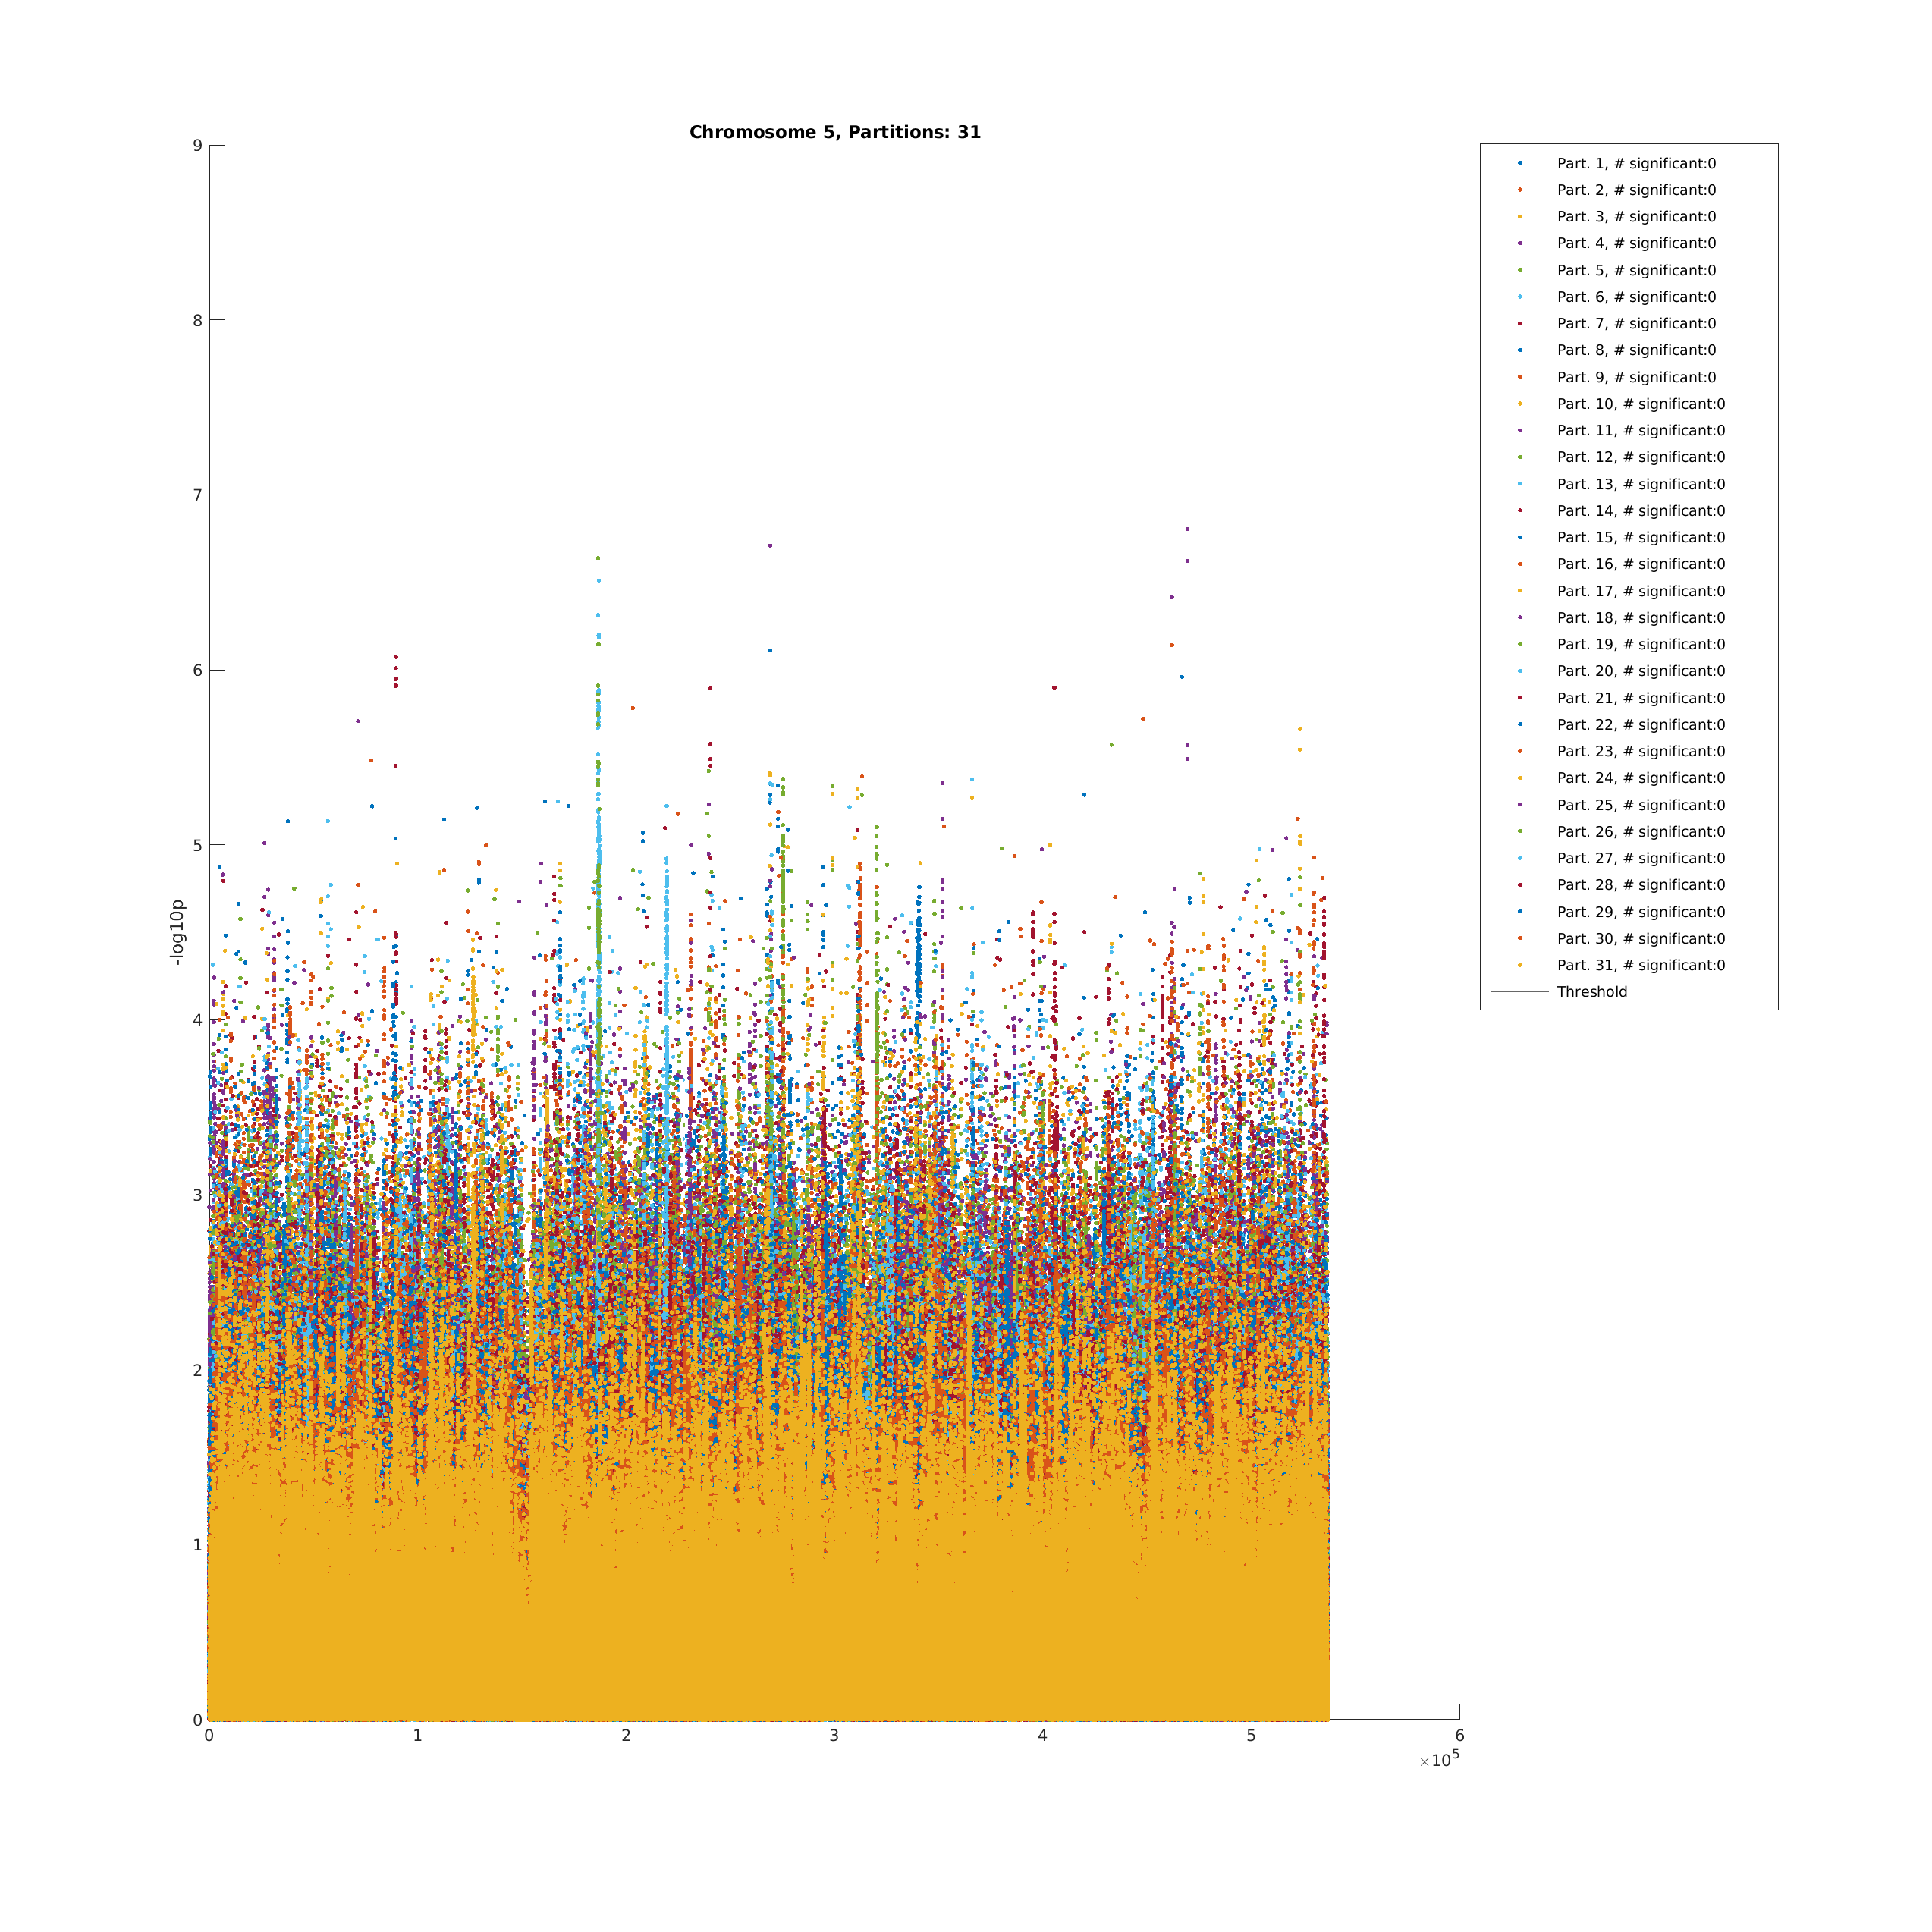 Chromosome 5, Partitions: 31
9
8
7
6
5
4
3
2
1
0
-log10p
0 1 2 3 4 5 6
×10^5
Part. 1, # significant:0
Part. 2, # significant:0
Part. 3, # significant:0
Part. 4, # significant:0
Part. 5, # significant:0
Part. 6, # significant:0
Part. 7, # significant:0
Part. 8, # significant:0
Part. 9, # significant:0
Part. 10, # significant:0
Part. 11, # significant:0
Part. 12, # significant:0
Part. 13, # significant:0
Part. 14, # significant:0
Part. 15, # significant:0
Part. 16, # significant:0
Part. 17, # significant:0
Part. 18, # significant:0
Part. 19, # significant:0
Part. 20, # significant:0
Part. 21, # significant:0
Part. 22, # significant:0
Part. 23, # significant:0
Part. 24, # significant:0
Part. 25, # significant:0
Part. 26, # significant:0
Part. 27, # significant:0
Part. 28, # significant:0
Part. 29, # significant:0
Part. 30, # significant:0
Part. 31, # significant:0
Threshold